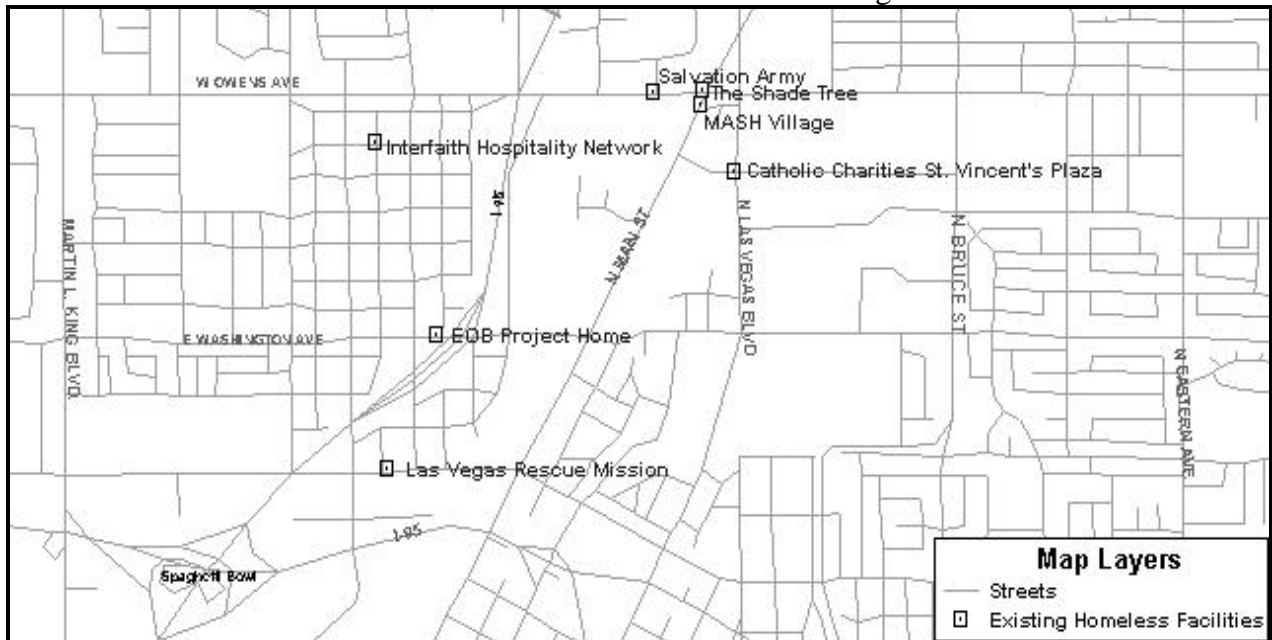 Salvation Army
W OWENS AVE
The Shade Tree
MASH Village
Interfaith Hospitality Network
Catholic Charities St. Vincent's Plaza
MARTIN L. KING BLVD
N MAIN ST
N LAS VEGAS BLVD
N BRUCE ST
E WASHINGTON AVE
EOB Project Home
N EASTERN AVE
Las Vegas Rescue Mission
I-95
Spaghetti Bowl
Map Layers
Streets
Existing Homeless Facilities